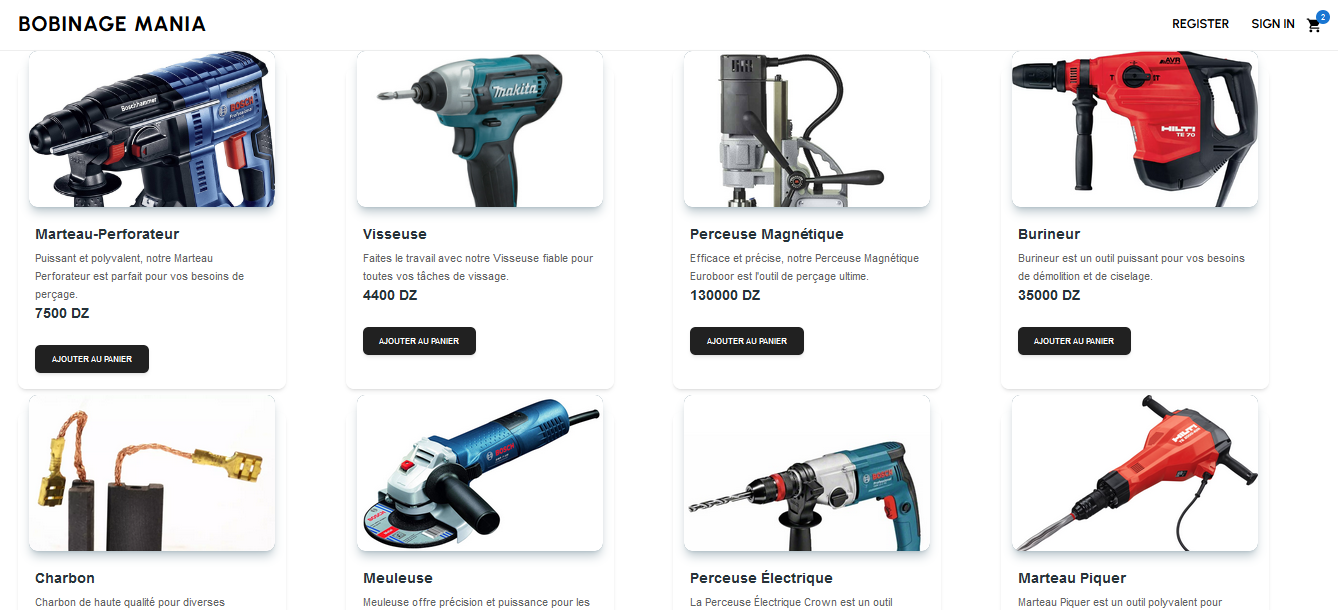 BOBINAGE MANIA
REGISTER
SIGN IN
2
Boschhammer
BOSCH
Professional
makita
AVR
T
HILTI
TE 70
Marteau-Perforateur
Puissant et polyvalent, notre Marteau
Perforateur est parfait pour vos besoins de
perçage.
7500 DZ
AJOUTER AU PANIER
Visseuse
Faites le travail avec notre Visseuse fiable pour
toutes vos tâches de vissage.
4400 DZ
AJOUTER AU PANIER
Perceuse Magnétique
Efficace et précise, notre Perceuse Magnétique
Euroboor est l'outil de perçage ultime.
130000 DZ
AJOUTER AU PANIER
Burineur
Burineur est un outil puissant pour vos besoins
de démolition et de ciselage.
35000 DZ
AJOUTER AU PANIER
BOSCH
BOSCH
BOSCH
Professional
HILTI
Charbon
Charbon de haute qualité pour diverses
Meuleuse
Meuleuse offre précision et puissance pour les
Perceuse Électrique
La Perceuse Électrique Crown est un outil
Marteau Piquer
Marteau Piquer est un outil polyvalent pour